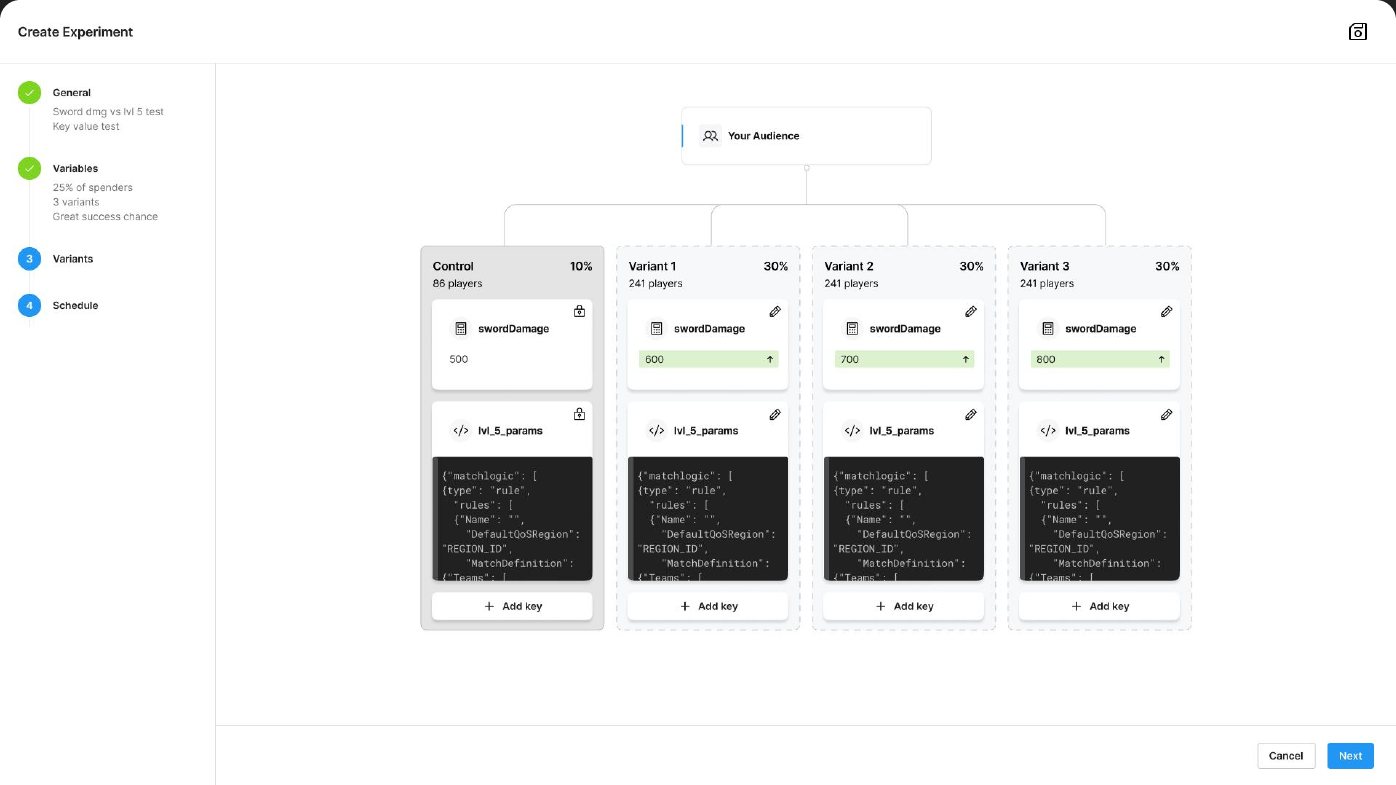 Create Experiment
General
Sword dmg vs lvl 5 test
Key value test
Variables
25% of spenders
3 variants
Great success chance
3
Variants
4
Schedule
Your Audience
Control 10%
86 players
swordDamage
500
lvl_5_params
{"matchlogic": [
{type": "rule",
"rules": [
{"Name": "",
"DefaultQoSRegion":
"REGION_ID",
"MatchDefinition":
{"Teams": [
Add key
Variant 1 30%
241 players
swordDamage
600
lvl_5_params
{"matchlogic": [
{type": "rule",
"rules": [
{"Name": "",
"DefaultQoSRegion":
"REGION_ID",
"MatchDefinition":
{"Teams": [
Add key
Variant 2 30%
241 players
swordDamage
700
lvl_5_params
{"matchlogic": [
{type": "rule",
"rules": [
{"Name": "",
"DefaultQoSRegion":
"REGION_ID",
"MatchDefinition":
{"Teams": [
Add key
Variant 3 30%
241 players
swordDamage
800
lvl_5_params
{"matchlogic": [
{type": "rule",
"rules": [
{"Name": "",
"DefaultQoSRegion":
"REGION_ID",
"MatchDefinition":
{"Teams": [
Add key
Cancel
Next